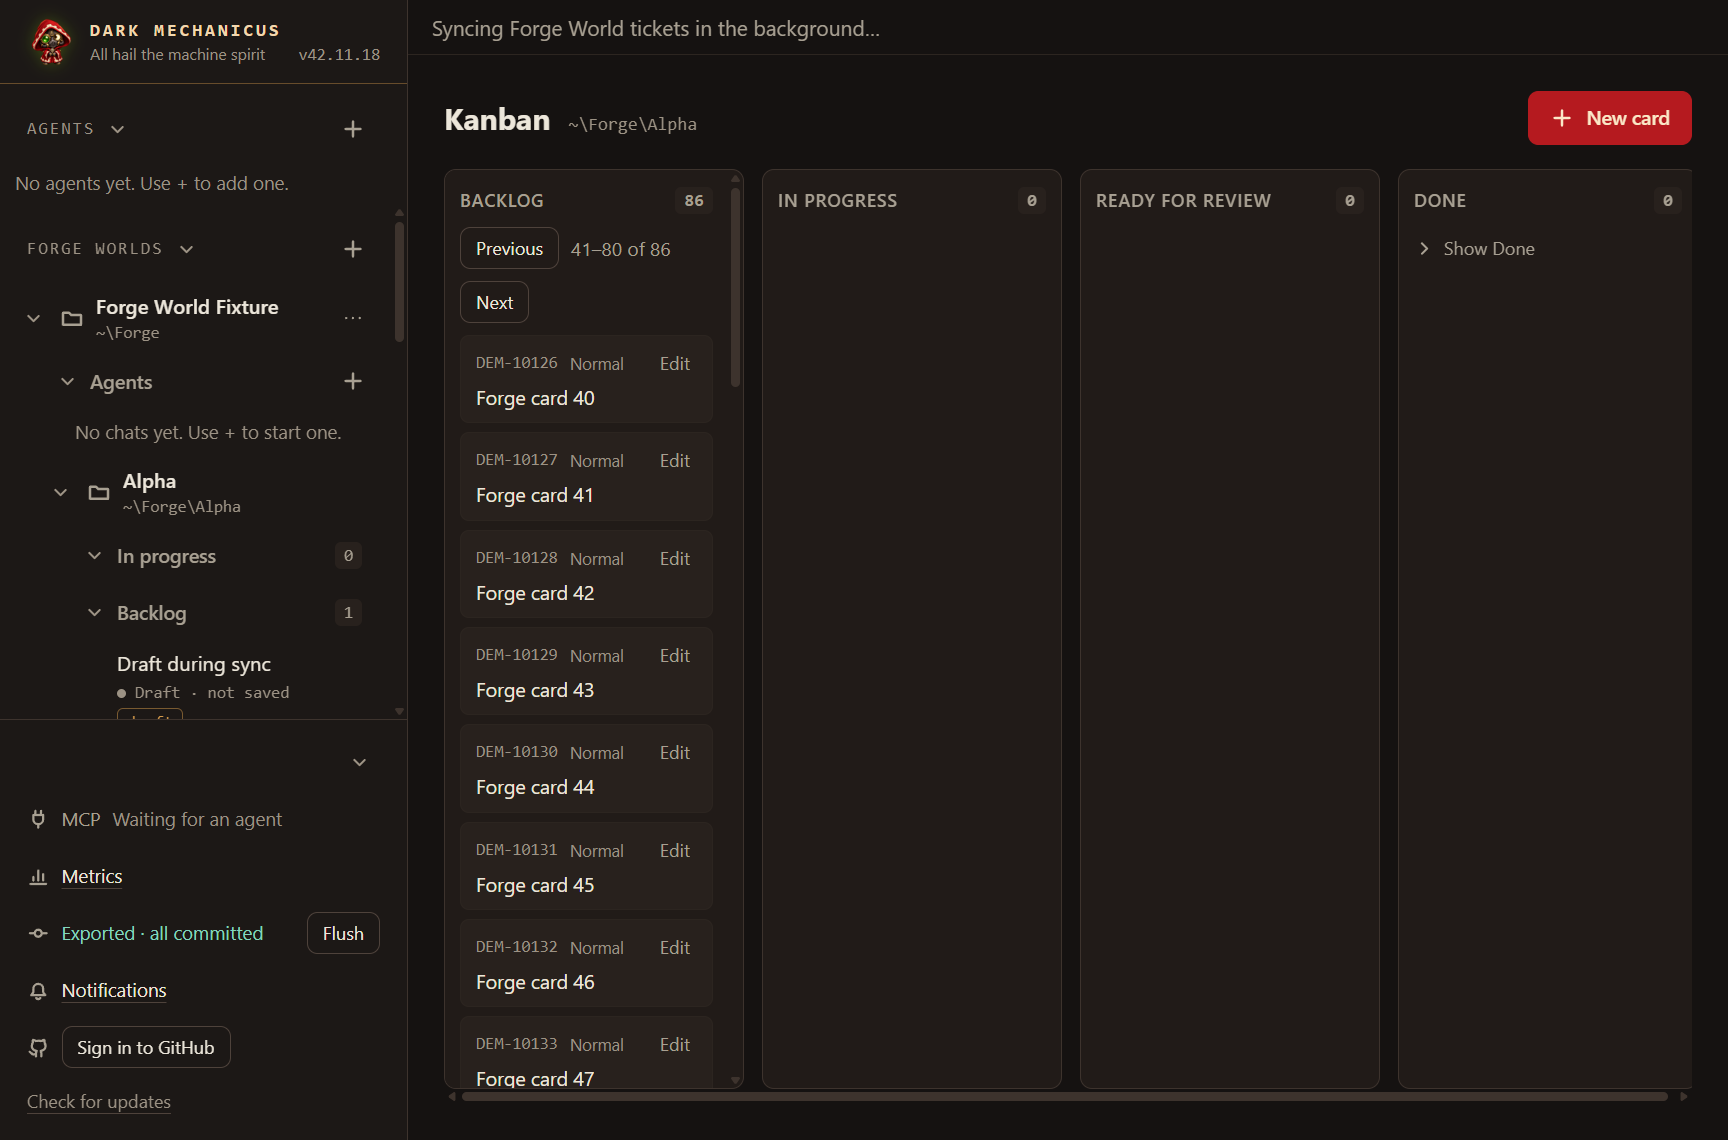 DARK MECHANICUS
All hail the machine spirit v42.11.18
AGENTS
No agents yet. Use + to add one.
FORGE WORLDS
Forge World Fixture
~\Forge
Agents
No chats yet. Use + to start one.
Alpha
~\Forge\Alpha
In progress 0
Backlog 1
Draft during sync
Draft · not saved
draft
MCP Waiting for an agent
Metrics
Exported · all committed Flush
Notifications
Sign in to GitHub
Check for updates
Syncing Forge World tickets in the background...
Kanban ~\Forge\Alpha
+ New card
BACKLOG 86
Previous 41–80 of 86
Next
DEM-10126 Normal Edit
Forge card 40
DEM-10127 Normal Edit
Forge card 41
DEM-10128 Normal Edit
Forge card 42
DEM-10129 Normal Edit
Forge card 43
DEM-10130 Normal Edit
Forge card 44
DEM-10131 Normal Edit
Forge card 45
DEM-10132 Normal Edit
Forge card 46
DEM-10133 Normal Edit
Forge card 47
IN PROGRESS 0
READY FOR REVIEW 0
DONE 0
Show Done